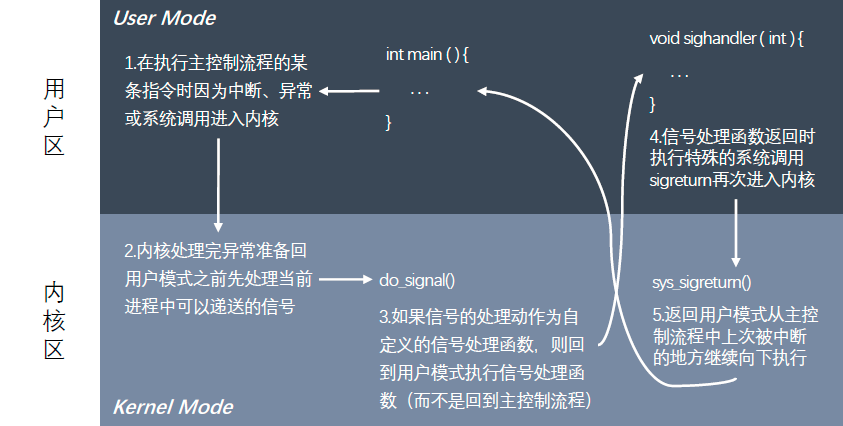 User Mode
用
户
区
1.在执行主控制流程的某
条指令时因为中断、异常
或系统调用进入内核
int main ( ) {
...
}
void sighandler ( int ) {
...
}
4.信号处理函数返回时
执行特殊的系统调用
sigreturn再次进入内核
内
核
区
2.内核处理完异常准备回
用户模式之前先处理当前
进程中可以递送的信号
do_signal()
3.如果信号的处理动作为自
定义的信号处理函数，则回
到用户模式执行信号处理函
数（而不是回到主控制流程）
sys_sigreturn()
5.返回用户模式从主控
制流程中上次被中断
的地方继续向下执行
Kernel Mode